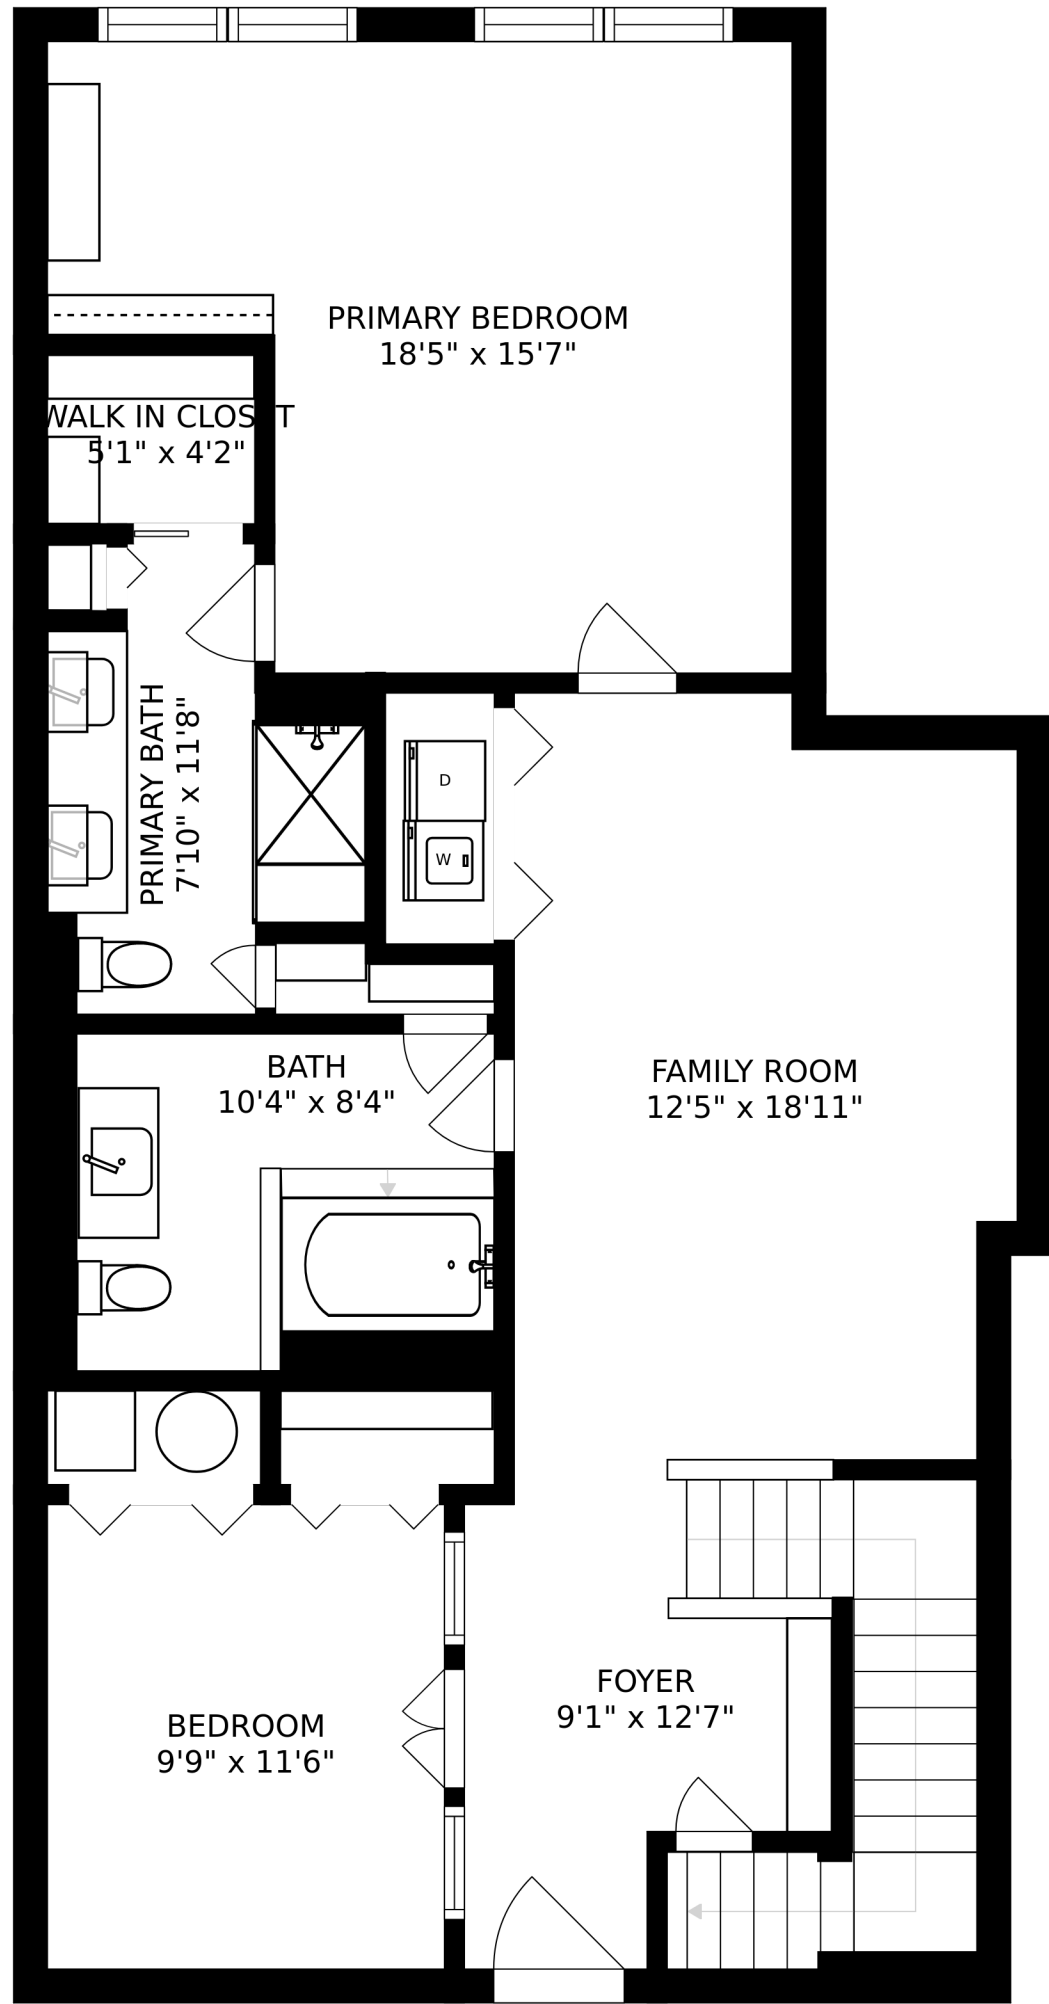 PRIMARY BEDROOM
18'5" x 15'7"
WALK IN CLOSET
5'1" x 4'2"
PRIMARY BATH
7'10" x 11'8"
D
W
BATH
10'4" x 8'4"
FAMILY ROOM
12'5" x 18'11"
FOYER
9'1" x 12'7"
BEDROOM
9'9" x 11'6"